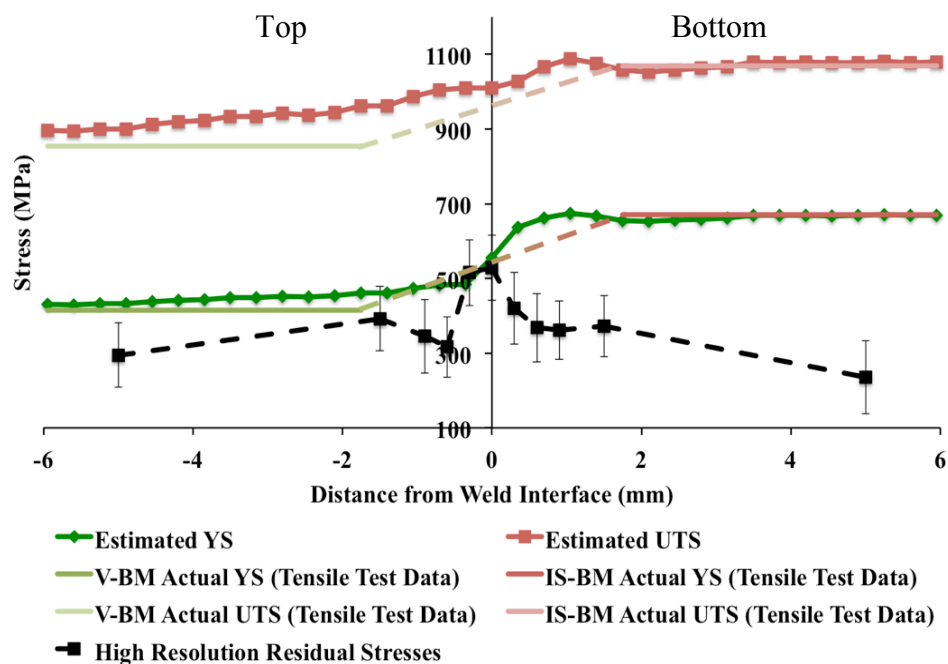 Top Bottom
1100
900
700
500
300
100
Stress (MPa)
-6 -4 -2 0 2 4 6
Distance from Weld Interface (mm)
Estimated YS Estimated UTS
V-BM Actual YS (Tensile Test Data) IS-BM Actual YS (Tensile Test Data)
V-BM Actual UTS (Tensile Test Data) IS-BM Actual UTS (Tensile Test Data)
High Resolution Residual Stresses